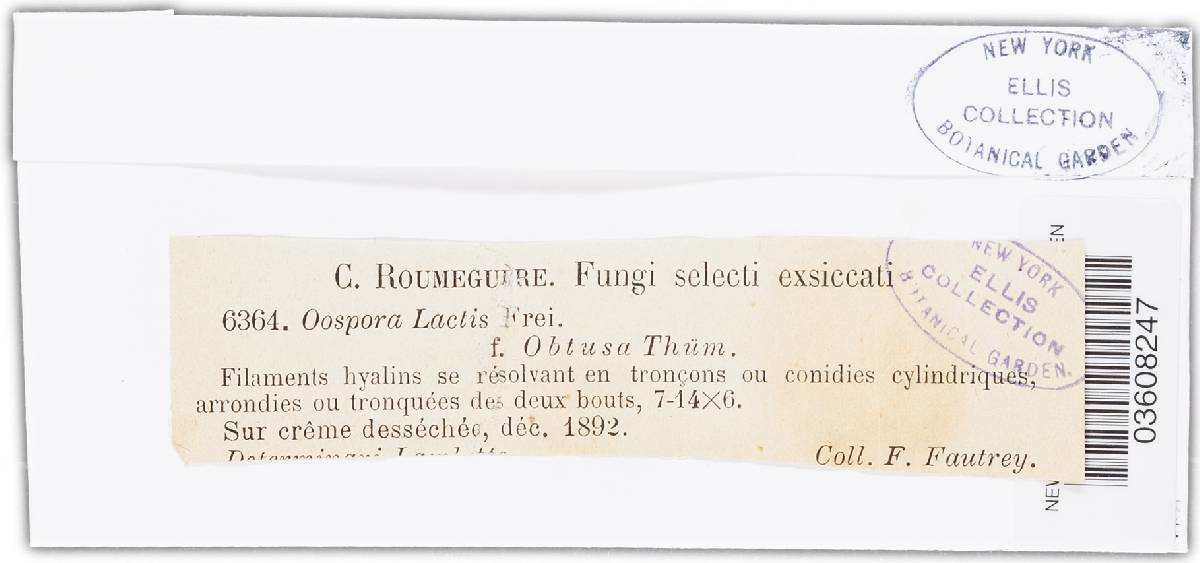 NEW YORK
ELLIS
COLLECTION
BOTANICAL GARDEN
C. ROUMEGUÈRE. Fungi selecti exsiccati
6364. Oospora Lactis Frei.
f. Obtusa Thüm.
Filaments hyalins se résolvant en tronçons ou conidies cylindriques,
arrondies ou tronquées des deux bouts, 7-14×6.
Sur crême desséchée, déc. 1892.
Coll. F. Fautrey.
NEW YORK
ELLIS
COLLECTION
BOTANICAL GARDEN.
03608247